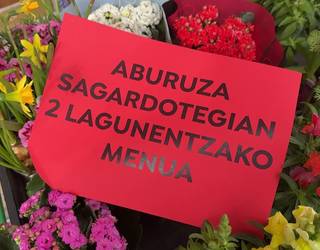 ABURUZA
SAGARDOTEGIAN
2 LAGUNENTZAKO
MENUA